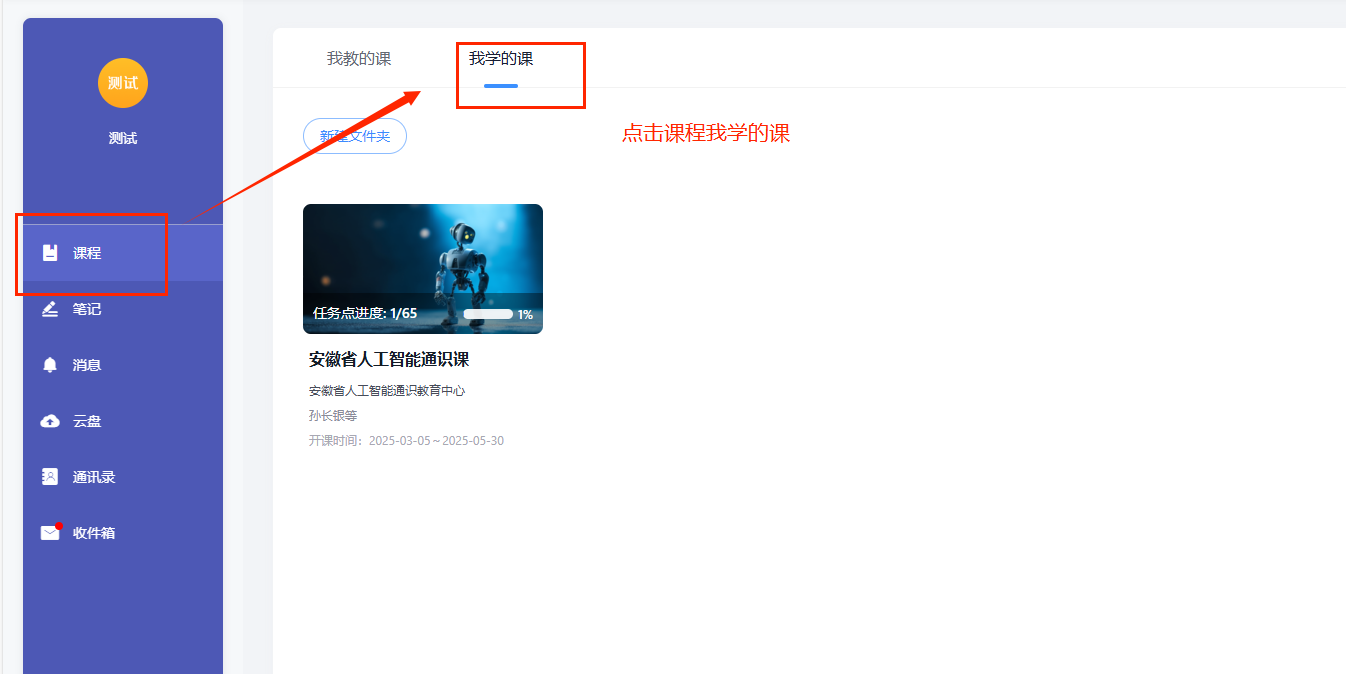 测试
测试
课程
笔记
消息
云盘
通讯录
收件箱
我教的课
我学的课
新建文件夹
点击课程我学的课
任务点进度: 1/65
1%
安徽省人工智能通识课
安徽省人工智能通识教育中心
孙长银等
开课时间：2025-03-05～2025-05-30